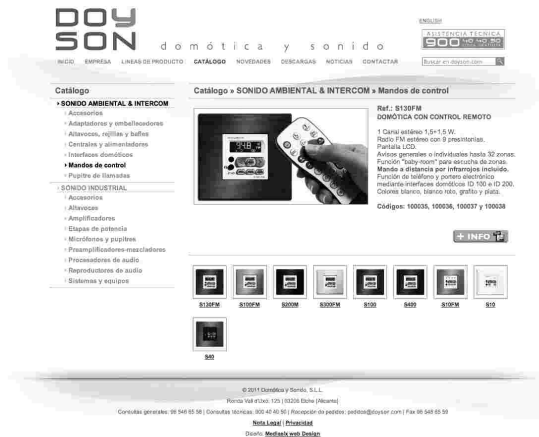 DOY
SON
domótica y sonido
ENGLISH
ASISTENCIA TÉCNICA
900 40 40 50
INICIO EMPRESA LINEAS DE PRODUCTO CATÁLOGO NOVEDADES DESCARGAS NOTICIAS CONTACTAR
Buscar en doyson.com
Catálogo
SONIDO AMBIENTAL & INTERCOM
Accesorios
Adaptadores y embellecedores
Altavoces, rejillas y bafles
Centrales y alimentadores
Interfaces domóticos
Mandos de control
Pupitre de llamadas
SONIDO INDUSTRIAL
Accesorios
Altavoces
Amplificadores
Etapas de potencia
Micrófonos y pupitres
Preamplificadores-mezcladores
Procesadores de audio
Reproductores de audio
Sistemas y equipos
Catálogo » SONIDO AMBIENTAL & INTERCOM » Mandos de control
Ref.: S130FM
DOMÓTICA CON CONTROL REMOTO
1 Canal estéreo 1,5+1,5 W.
Radio FM estéreo con 9 presintonías.
Pantalla LCD.
Avisos generales o individuales hasta 32 zonas.
Función "baby-room" para escucha de zonas.
Mando a distancia por infrarrojos incluido.
Función de teléfono y portero electrónico
mediante interfaces domóticos ID 100 e ID 200.
Colores blanco, blanco roto, grafito y plata.
Códigos: 100035, 100036, 100037 y 100038
+ INFO
S130FM S100FM S200M S300FM S100 S400 S10FM S10
S40
© 2011 Domótica y Sonido, S.L.L.
Ronda Vall d'Uxó, 125 | 03206 Elche [Alicante]
Consultas generales: 96 548 65 58 | Consultas técnicas: 900 40 40 50 | Recepción de pedidos: pedidos@doyson.com | Fax 96 548 65 59
Nota Legal | Privacidad
Diseño: Mediaelx web Design